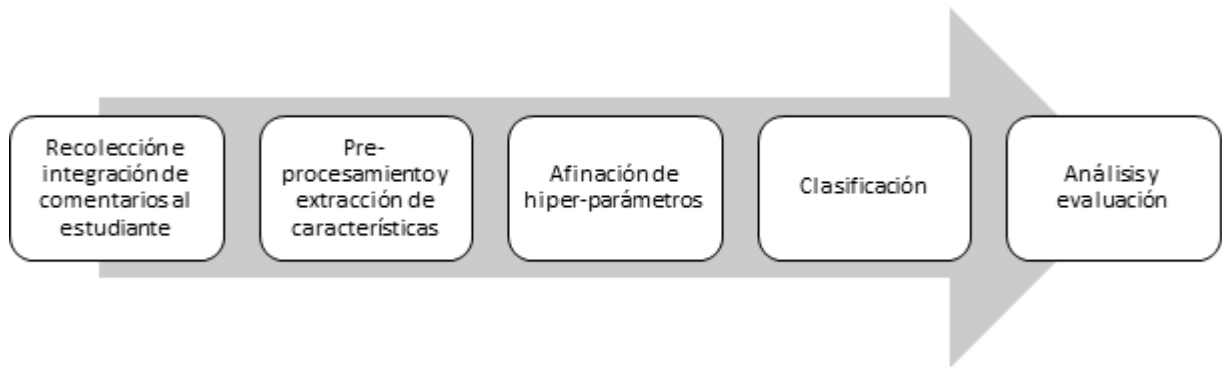 Recolección e
integración de
comentarios al
estudiante
Pre-
procesamiento y
extracción de
características
Afinación de
hiper-parámetros
Clasificación
Análisis y
evaluación